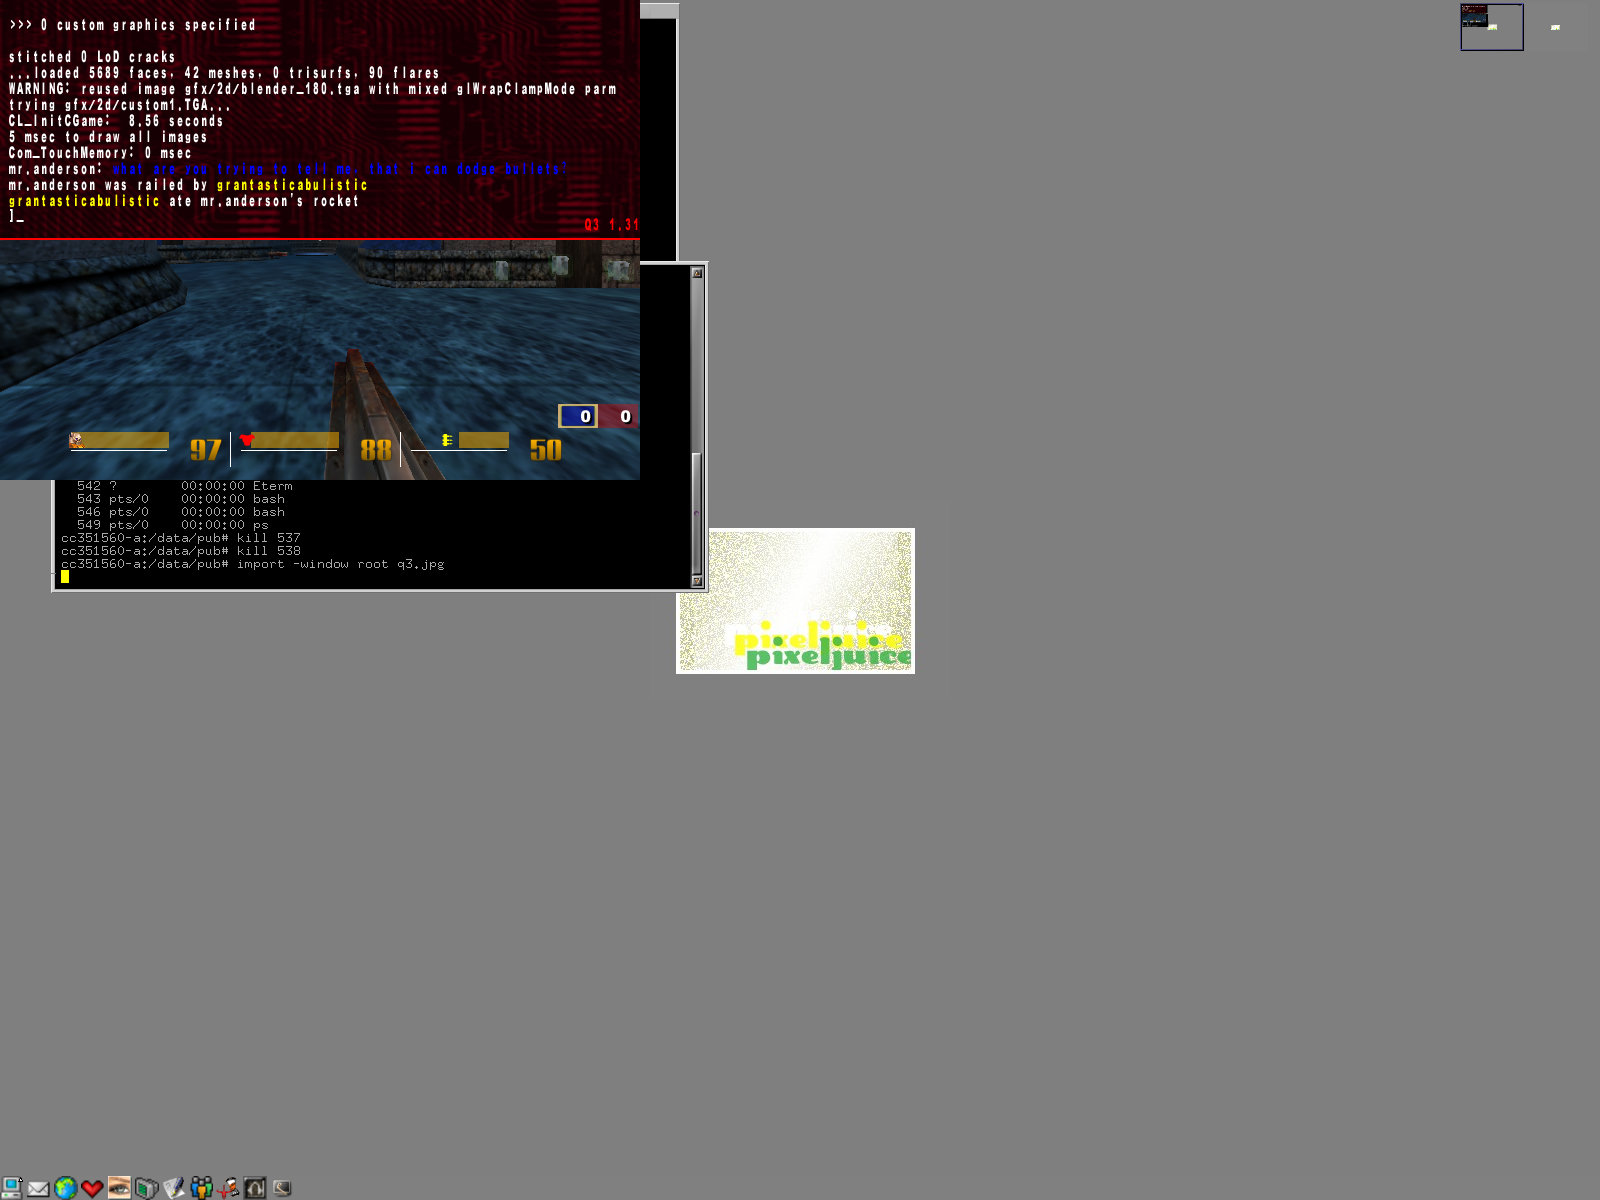 >>> 0 custom graphics specified
stitched 0 LoD cracks
...loaded 5689 faces, 42 meshes, 0 trisurfs, 90 flares
WARNING: reused image gfx/2d/blender_180.tga with mixed glWrapClampMode parm
trying gfx/2d/custom1.TGA...
CL_InitCGame:  8.56 seconds
5 msec to draw all images
Com_TouchMemory: 0 msec
mr.anderson: what are you trying to tell me, that I can dodge bullets?
mr.anderson was railed by grantasticabulistic
grantasticabulistic ate mr.anderson's rocket
]_
Q3 1.31
0 0
97 88 50
542 ?        00:00:00 Eterm
543 pts/0    00:00:00 bash
546 pts/0    00:00:00 bash
549 pts/0    00:00:00 ps
cc351560-a:/data/pub# kill 537
cc351560-a:/data/pub# kill 538
cc351560-a:/data/pub# import -window root q3.jpg
pixeljuice
pixeljuice